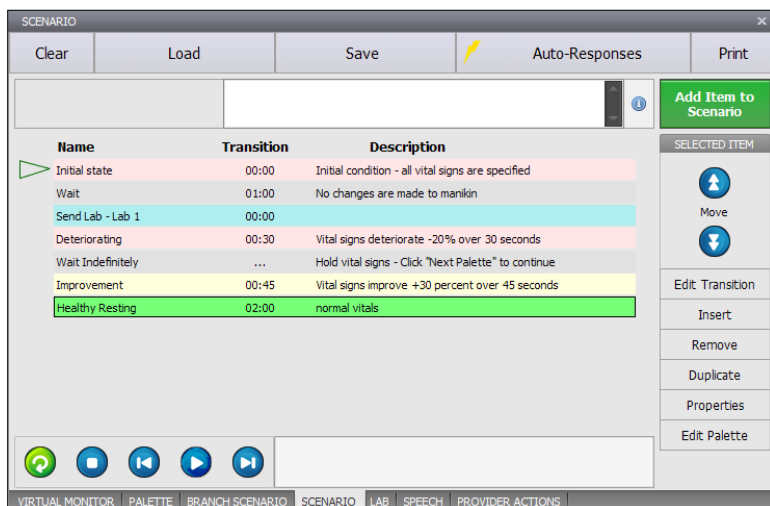 SCENARIO
Clear Load Save Auto-Responses Print
Add Item to
Scenario
Name Transition Description
SELECTED ITEM
Initial state 00:00 Initial condition - all vital signs are specified
Wait 01:00 No changes are made to manikin
Move
Send Lab - Lab 1 00:00
Deteriorating 00:30 Vital signs deteriorate -20% over 30 seconds
Wait Indefinitely ... Hold vital signs - Click "Next Palette" to continue
Improvement 00:45 Vital signs improve +30 percent over 45 seconds
Edit Transition
Healthy Resting 02:00 normal vitals
Insert
Remove
Duplicate
Properties
Edit Palette
VIRTUAL MONITOR PALETTE BRANCH SCENARIO SCENARIO LAB SPEECH PROVIDER ACTIONS